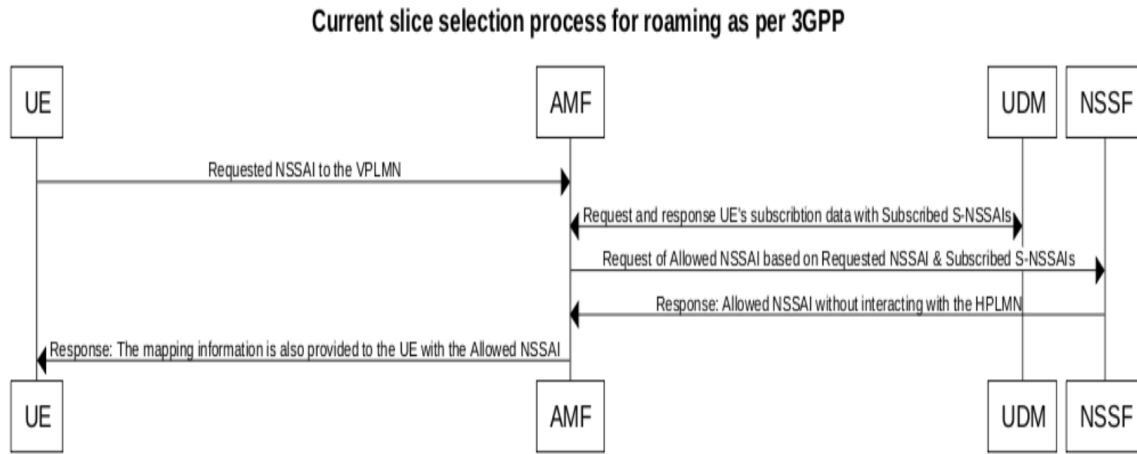 Current slice selection process for roaming as per 3GPP
UE
AMF
UDM
NSSF
Requested NSSAI to the VPLMN
Request and response UE's subscribtion data with Subscribed S-NSSAIs
Request of Allowed NSSAI based on Requested NSSAI & Subscribed S-NSSAIs
Response: Allowed NSSAI without interacting with the HPLMN
Response: The mapping information is also provided to the UE with the Allowed NSSAI
UE
AMF
UDM
NSSF